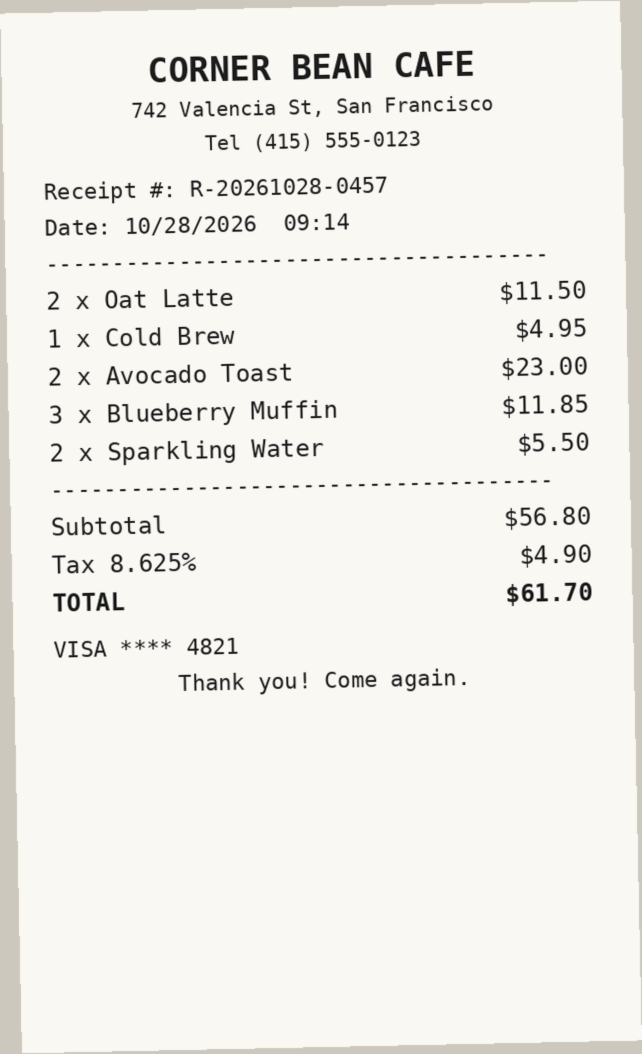 CORNER BEAN CAFE
742 Valencia St, San Francisco
Tel (415) 555-0123
Receipt #: R-20261028-0457
Date: 10/28/2026  09:14
--------------------------------------
2 x Oat Latte $11.50
1 x Cold Brew $4.95
2 x Avocado Toast $23.00
3 x Blueberry Muffin $11.85
2 x Sparkling Water $5.50
--------------------------------------
Subtotal $56.80
Tax 8.625% $4.90
TOTAL $61.70
VISA **** 4821
Thank you! Come again.